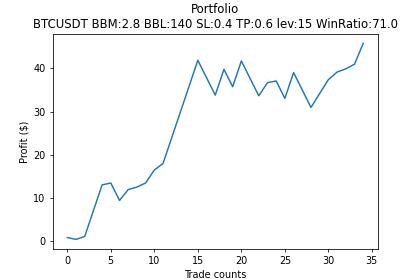 Portfolio
BTCUSDT BBM:2.8 BBL:140 SL:0.4 TP:0.6 lev:15 WinRatio:71.0
Profit ($)
40
30
20
10
0
0 5 10 15 20 25 30 35
Trade counts